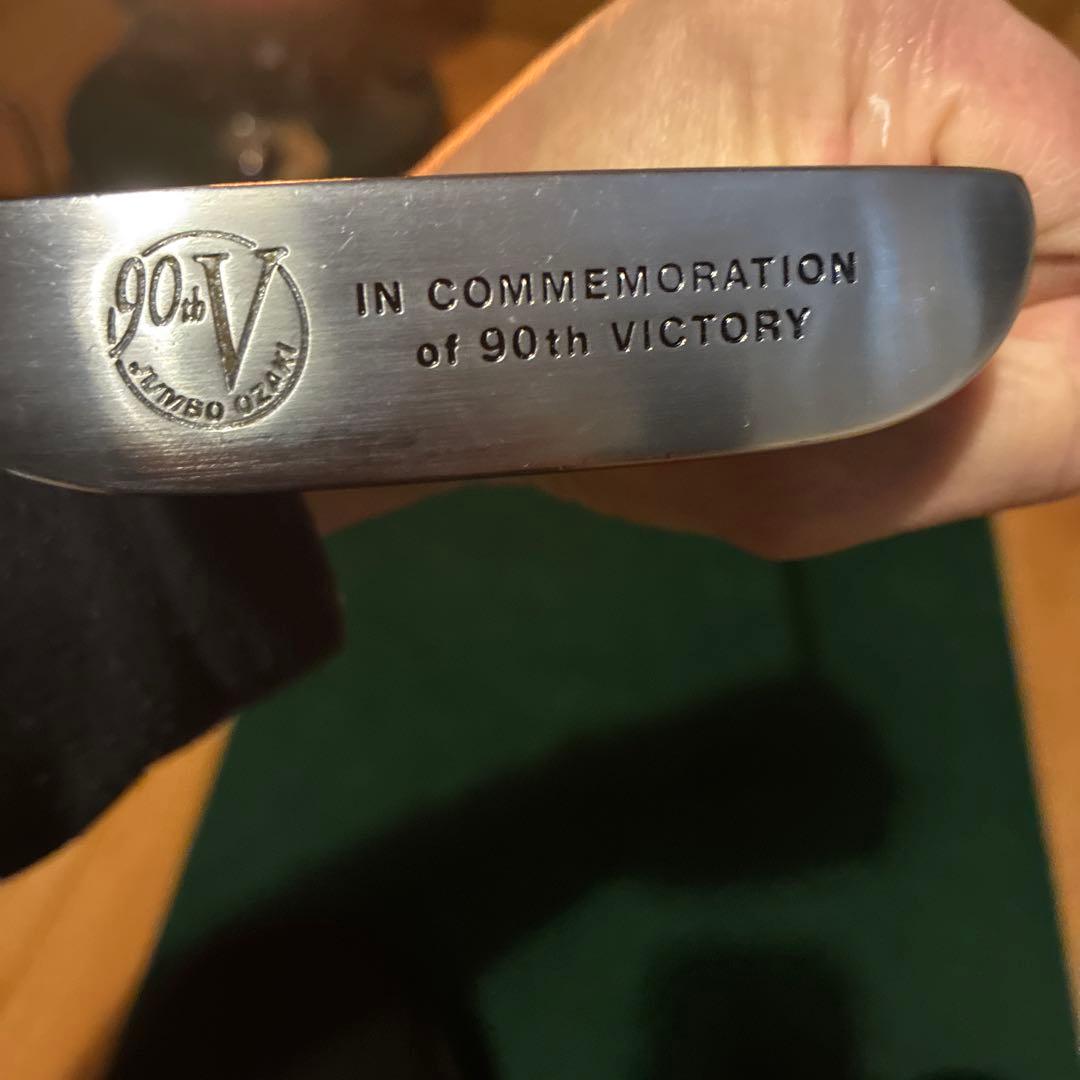 90th V
JUMBO OZAKI
IN COMMEMORATION
of 90th VICTORY